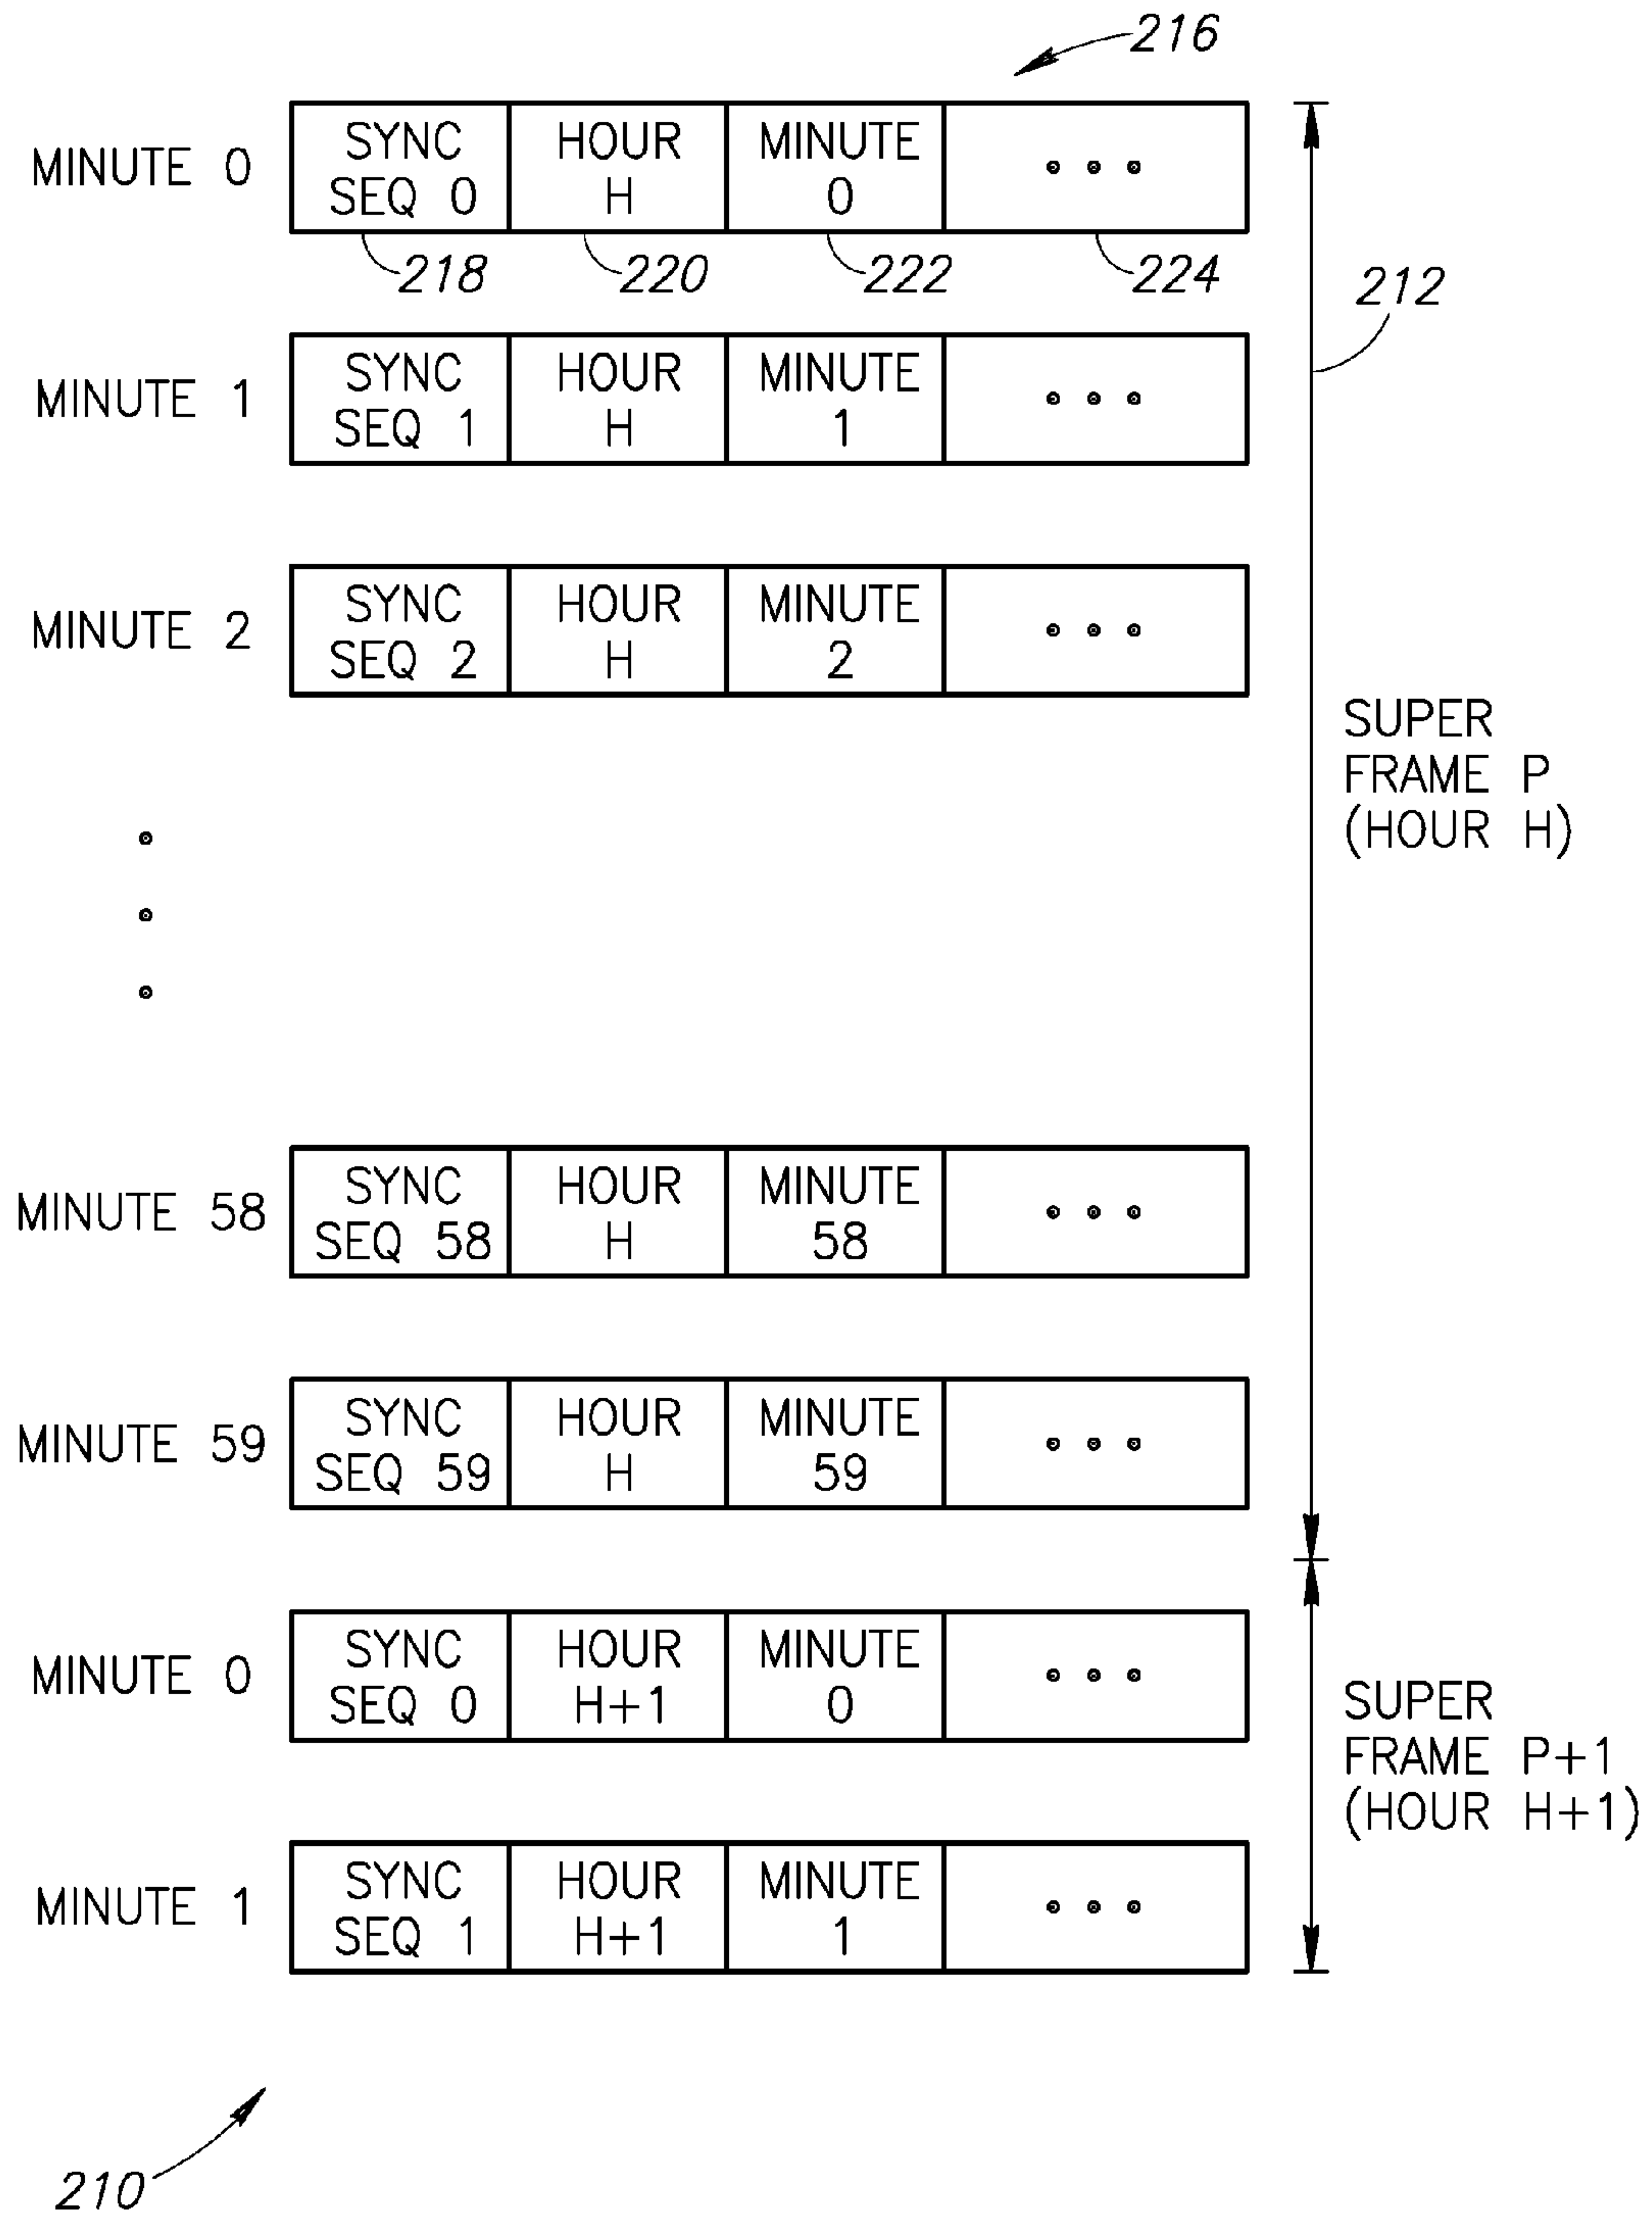 216
MINUTE 0
SYNC
SEQ 0
HOUR
H
MINUTE
0
218
220
222
224
212
MINUTE 1
SYNC
SEQ 1
HOUR
H
MINUTE
1
MINUTE 2
SYNC
SEQ 2
HOUR
H
MINUTE
2
SUPER
FRAME P
(HOUR H)
MINUTE 58
SYNC
SEQ 58
HOUR
H
MINUTE
58
MINUTE 59
SYNC
SEQ 59
HOUR
H
MINUTE
59
MINUTE 0
SYNC
SEQ 0
HOUR
H+1
MINUTE
0
SUPER
FRAME P+1
(HOUR H+1)
MINUTE 1
SYNC
SEQ 1
HOUR
H+1
MINUTE
1
210